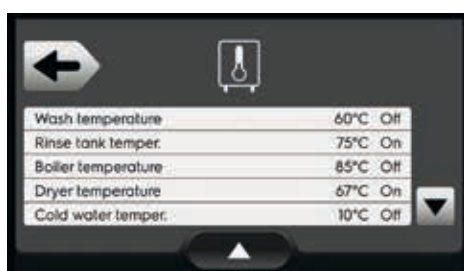 Wash temperature 60°C Off
Rinse tank temper. 75°C On
Boiler temperature 85°C Off
Dryer temperature 67°C On
Cold water temper. 10°C Off